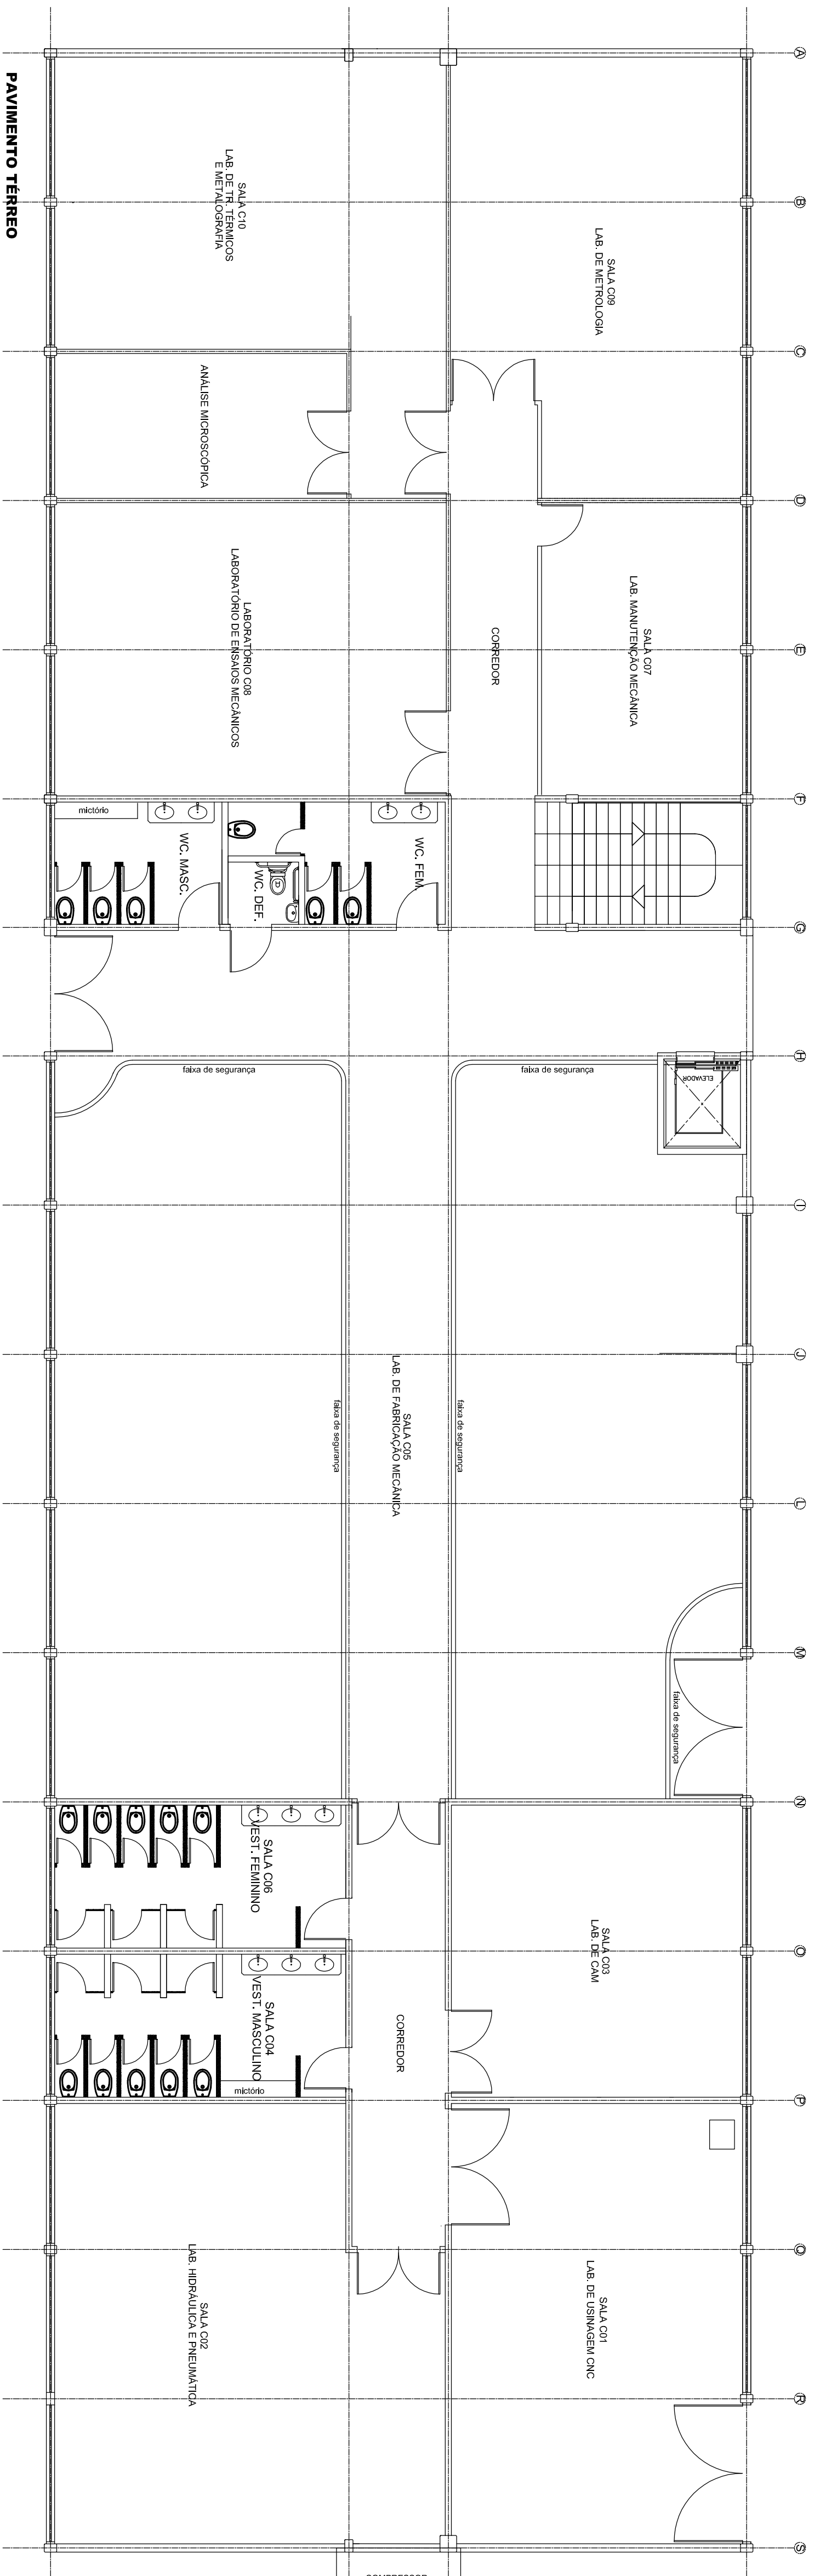 A
B
C
D
E
F
G
H
I
J
L
M
N
O
P
Q
R
S
PAVIMENTO TÉRREO
SALA C10
LAB. DE TR. TÉRMICOS
E METALOGRAFIA
SALA C09
LAB. DE METROLOGIA
ANÁLISE MICROSCÓPICA
LABORATÓRIO C08
LABORATÓRIO DE ENSAIOS MECÂNICOS
CORREDOR
SALA C07
LAB. MANUTENÇÃO MECÂNICA
mictório
WC. MASC.
WC. DEF.
WC. FEM.
faixa de segurança
faixa de segurança
ELEVADOR
SALA C05
LAB. DE FABRICAÇÃO MECÂNICA
faixa de segurança
faixa de segurança
faixa de segurança
SALA C06
VEST. FEMININO
SALA C04
VEST. MASCULINO
mictório
CORREDOR
SALA C03
LAB. DE CAM
SALA C02
LAB. HIDRÁULICA E PNEUMÁTICA
SALA C01
LAB. DE USINAGEM CNC